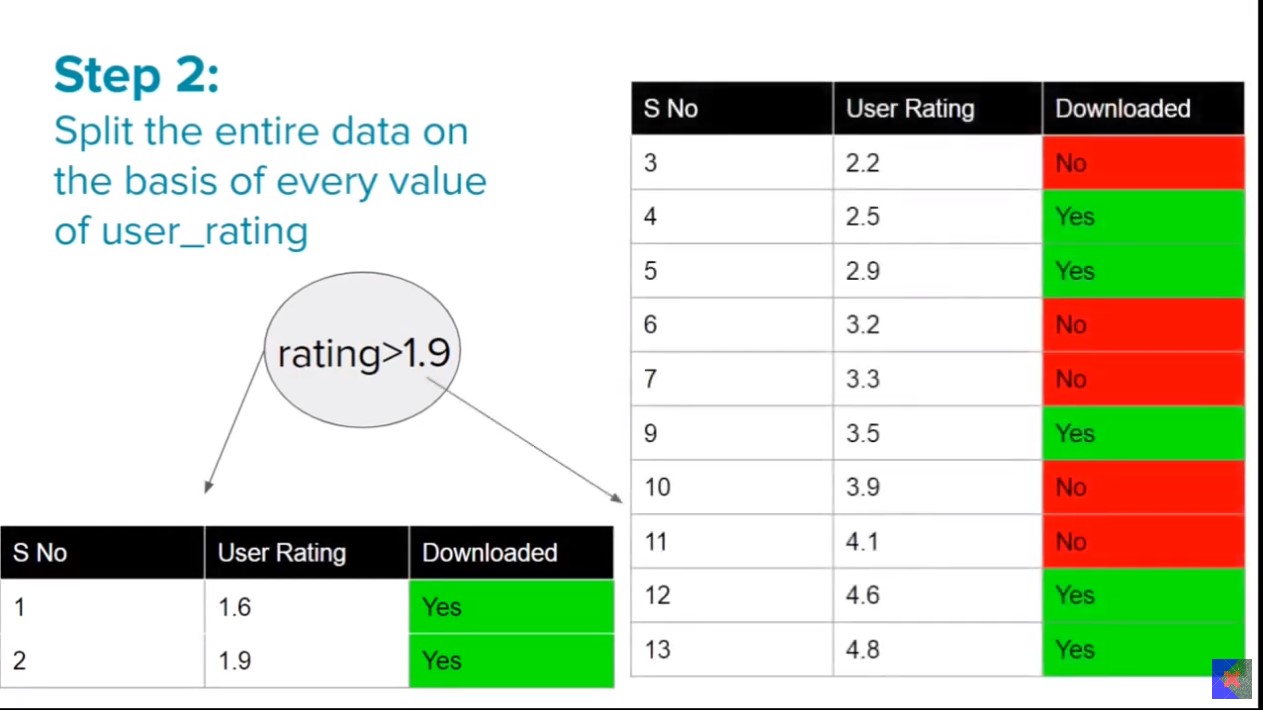 Step 2:
Split the entire data on
the basis of every value
of user_rating
rating>1.9
S No User Rating Downloaded
1 1.6 Yes
2 1.9 Yes
S No User Rating Downloaded
3 2.2 No
4 2.5 Yes
5 2.9 Yes
6 3.2 No
7 3.3 No
9 3.5 Yes
10 3.9 No
11 4.1 No
12 4.6 Yes
13 4.8 Yes